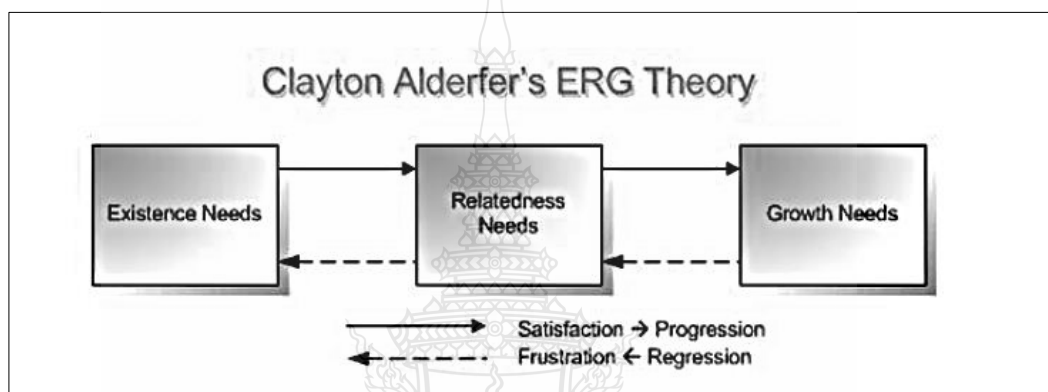 Clayton Alderfer's ERG Theory
Existence Needs
Relatedness
Needs
Growth Needs
Satisfaction → Progression
Frustration ← Regression